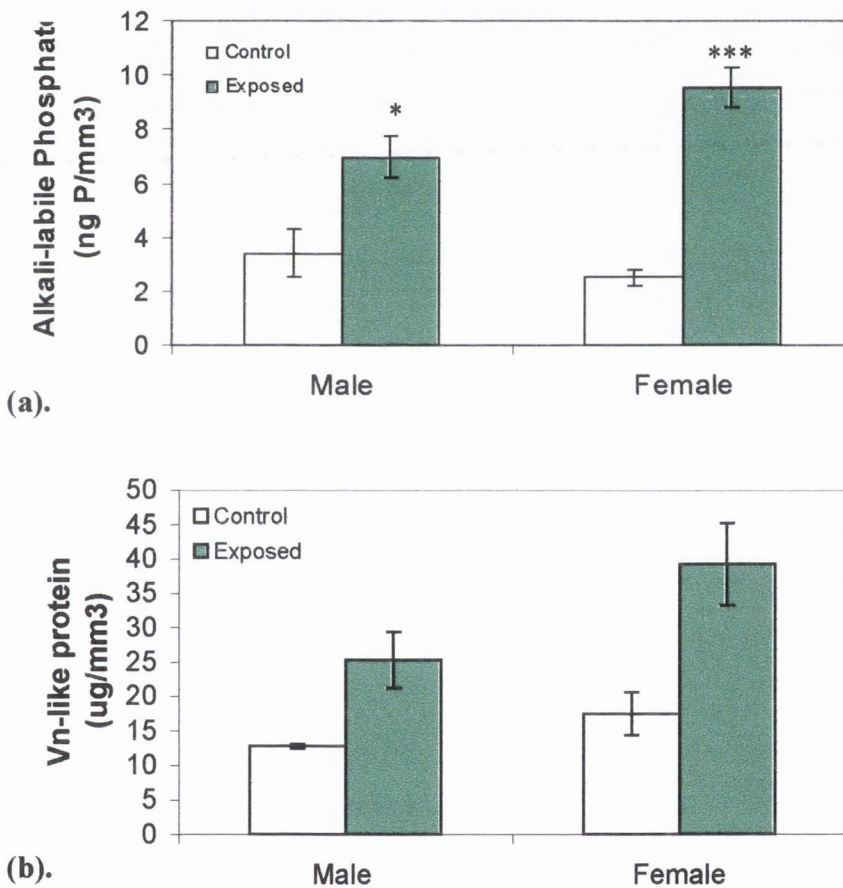 Alkali-labile Phosphat
(ng P/mm3)
12
10
8
6
4
2
0
Control
Exposed
*
***
Male
Female
(a).
Vn-like protein
(ug/mm3)
50
45
40
35
30
25
20
15
10
5
0
Control
Exposed
Male
Female
(b).